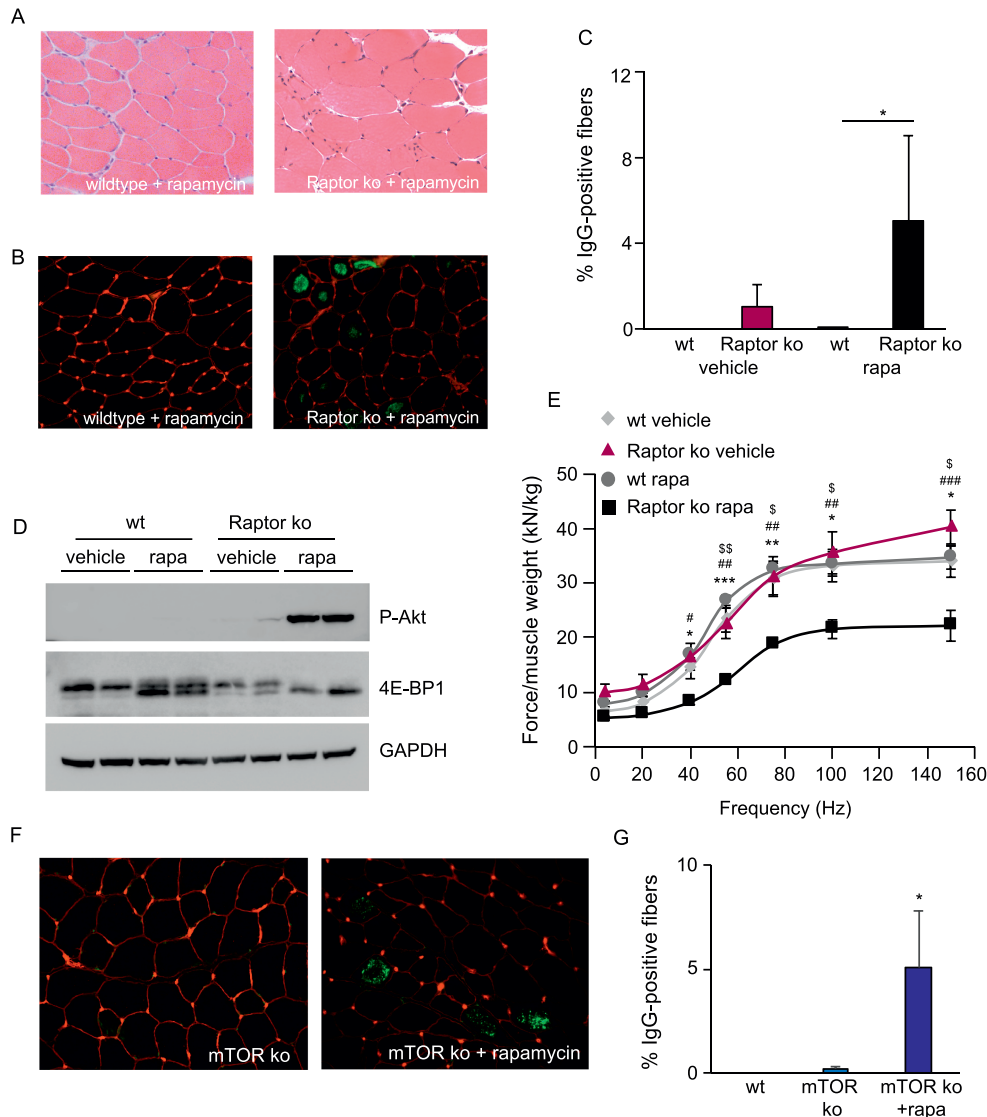 A
wildtype + rapamycin
Raptor ko + rapamycin
B
wildtype + rapamycin
Raptor ko + rapamycin
C
% IgG-positive fibers
12
8
4
0
*
wt Raptor ko wt Raptor ko
vehicle rapa
D
wt Raptor ko
vehicle rapa vehicle rapa
P-Akt
4E-BP1
GAPDH
E
wt vehicle
Raptor ko vehicle
wt rapa
Raptor ko rapa
Force/muscle weight (kN/kg)
50
40
30
20
10
0
#
*
$$
##
***
$
##
**
$
##
*
$
###
*
0 20 40 60 80 100 120 140 160
Frequency (Hz)
F
mTOR ko
mTOR ko + rapamycin
G
% IgG-positive fibers
10
5
0
*
wt mTOR mTOR ko
ko +rapa